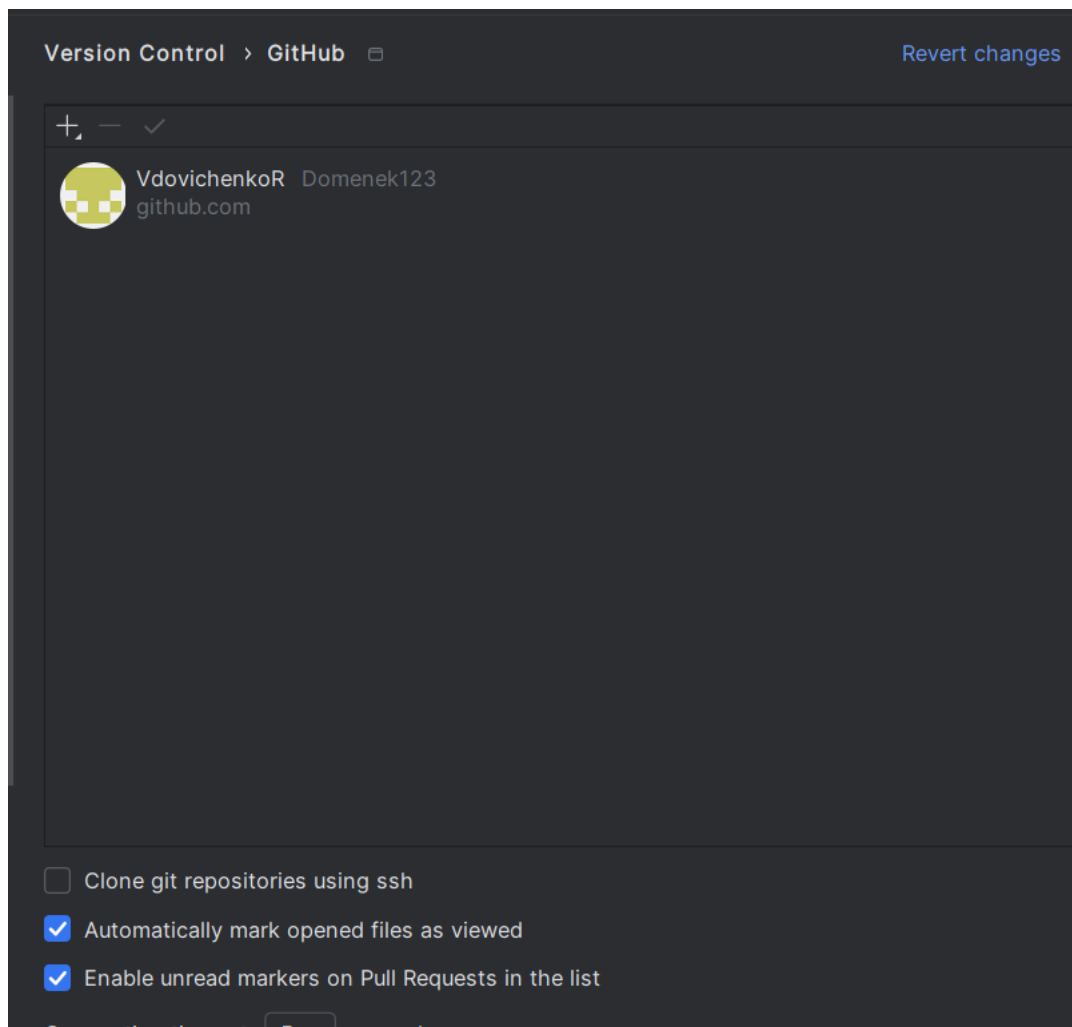 Version Control › GitHub Revert changes
VdovichenkoR Domenek123
github.com
Clone git repositories using ssh
Automatically mark opened files as viewed
Enable unread markers on Pull Requests in the list